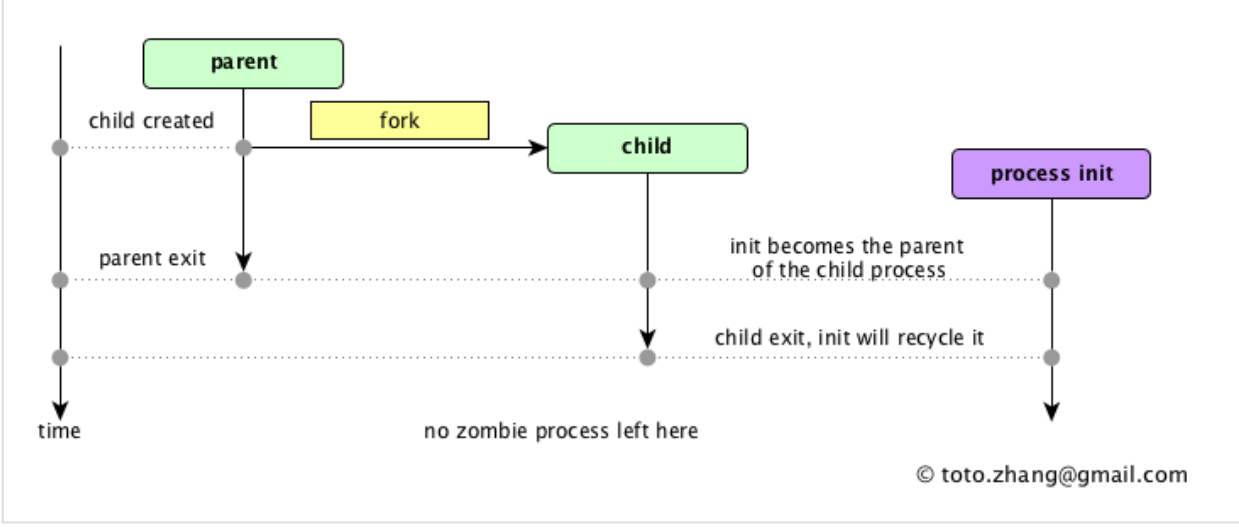 parent
child created
fork
child
process init
parent exit
init becomes the parent
of the child process
child exit, init will recycle it
time
no zombie process left here
© toto.zhang@gmail.com